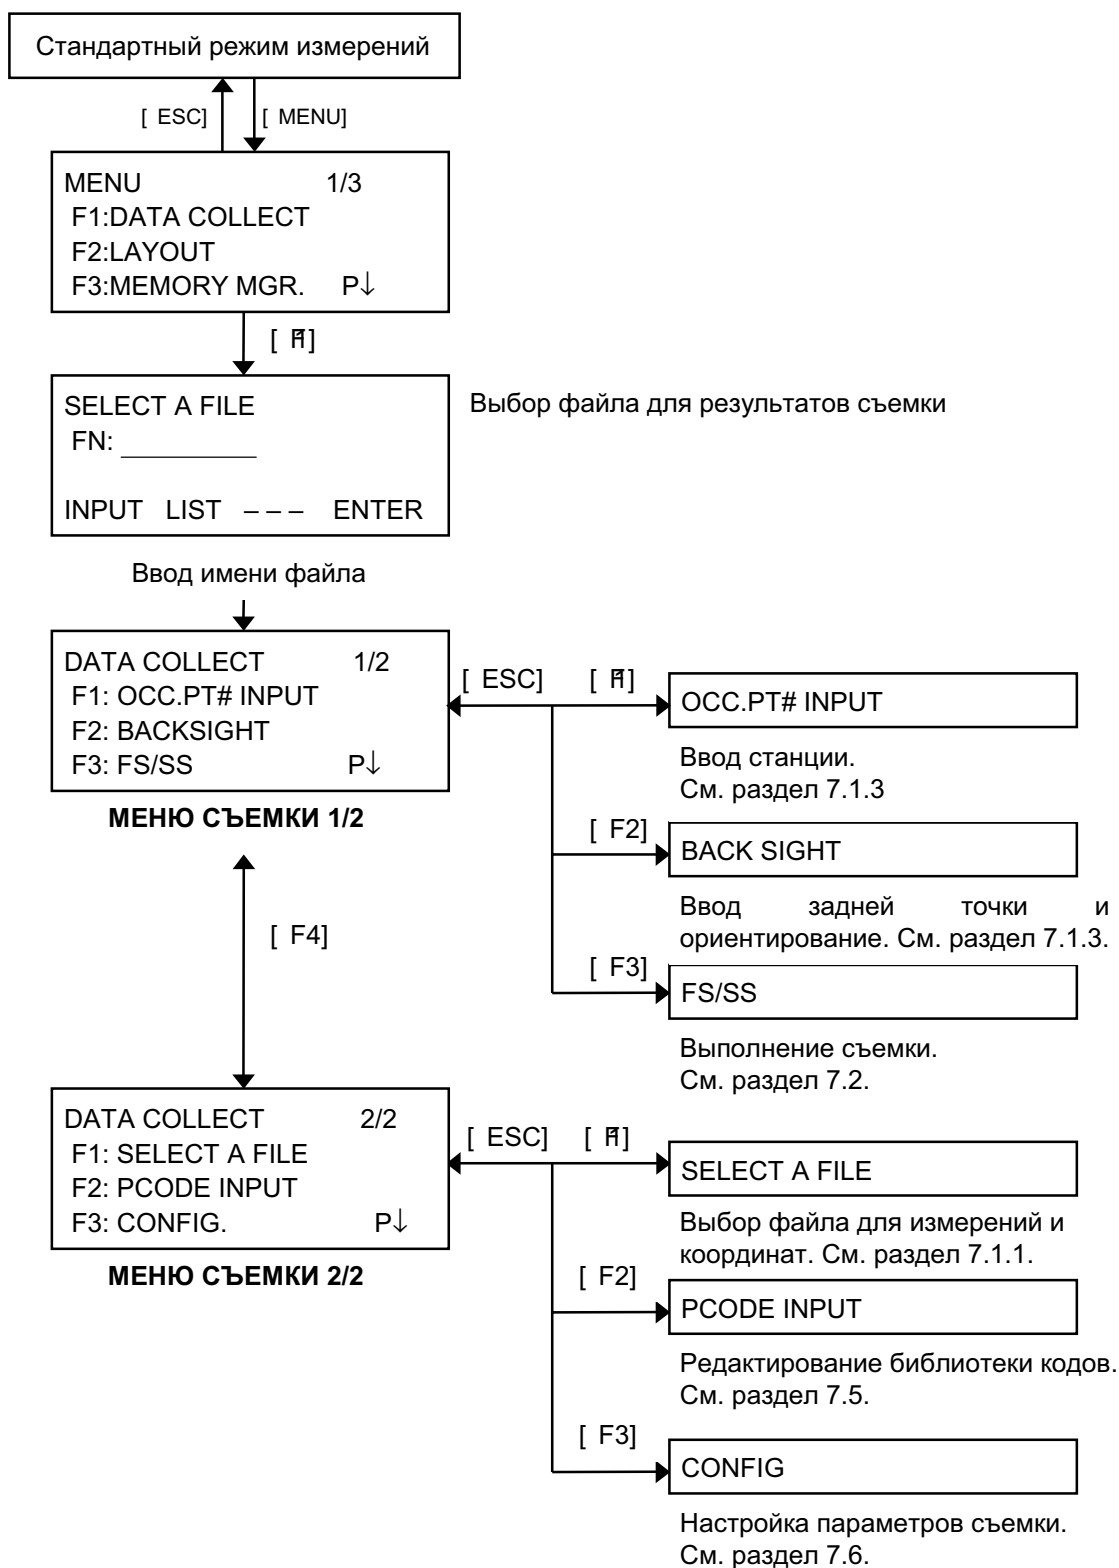 Стандартный режим измерений
[ ESC] [ MENU]
MENU 1/3
F1:DATA COLLECT
F2:LAYOUT
F3:MEMORY MGR. P↓
[ F1]
SELECT A FILE
FN: _________
INPUT LIST – – – ENTER
Выбор файла для результатов съемки
Ввод имени файла
DATA COLLECT 1/2
F1: OCC.PT# INPUT
F2: BACKSIGHT
F3: FS/SS P↓
МЕНЮ СЪЕМКИ 1/2
[ ESC] [ F1]
OCC.PT# INPUT
Ввод станции.
См. раздел 7.1.3
[ F2]
BACK SIGHT
Ввод задней точки и
ориентирование. См. раздел 7.1.3.
[ F3]
FS/SS
Выполнение съемки.
См. раздел 7.2.
[ F4]
DATA COLLECT 2/2
F1: SELECT A FILE
F2: PCODE INPUT
F3: CONFIG. P↓
МЕНЮ СЪЕМКИ 2/2
[ ESC] [ F1]
SELECT A FILE
Выбор файла для измерений и
координат. См. раздел 7.1.1.
[ F2]
PCODE INPUT
Редактирование библиотеки кодов.
См. раздел 7.5.
[ F3]
CONFIG
Настройка параметров съемки.
См. раздел 7.6.